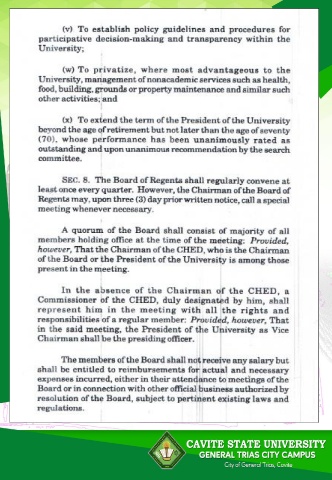 (v) To establish policy guidelines and procedures for
participative decision-making and transparency within the
University;
(w) To privatize, where most advantageous to the
University, management of nonacademic services such as health,
food, building, grounds or property maintenance and similar such
other activities; and
(x) To extend the term of the President of the University
beyond the age of retirement but not later than the age of seventy
(70), whose performance has been unanimously rated as
outstanding and upon unanimous recommendation by the search
committee.
SEC. 8. The Board of Regents shall regularly convene at
least once every quarter. However, the Chairman of the Board of
Regents may, upon three (3) day prior written notice, call a special
meeting whenever necessary.
A quorum of the Board shall consist of majority of all
members holding office at the time of the meeting: Provided,
however, That the Chairman of the CHED, who is the Chairman
of the Board or the President of the University is among those
present in the meeting.
In the absence of the Chairman of the CHED, a
Commissioner of the CHED, duly designated by him, shall
represent him in the meeting with all the rights and
responsibilities of a regular member: Provided, however, That
in the said meeting, the President of the University as Vice
Chairman shall be the presiding officer.
The members of the Board shall not receive any salary but
shall be entitled to reimbursements for actual and necessary
expenses incurred, either in their attendance to meetings of the
Board or in connection with other official business authorized by
resolution of the Board, subject to pertinent existing laws and
regulations.
CAVITE STATE UNIVERSITY
GENERAL TRIAS CITY CAMPUS
City of General Trias, Cavite